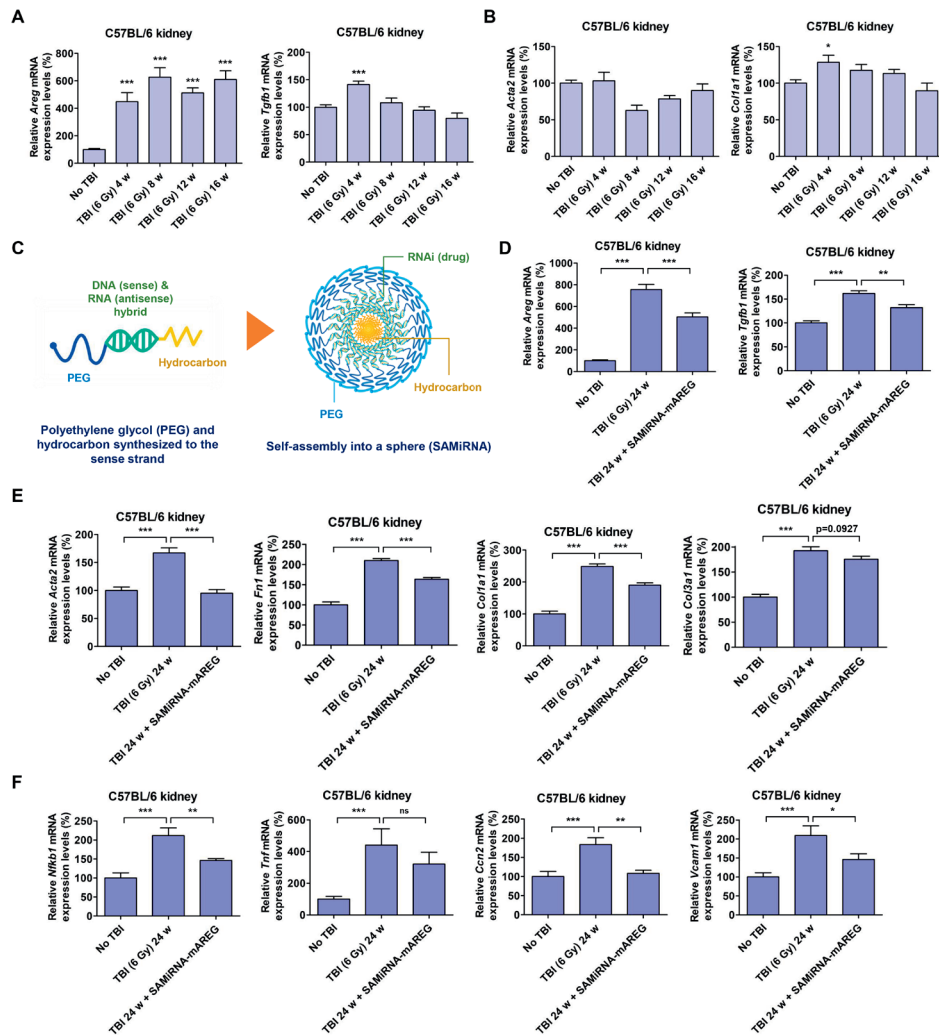 A
C57BL/6 kidney
Relative Areg mRNA
expression levels (%)
800
600
400
200
0
***
***
***
***
No TBI
TBI (6 Gy) 4 w
TBI (6 Gy) 8 w
TBI (6 Gy) 12 w
TBI (6 Gy) 16 w
C57BL/6 kidney
Relative Tgfb1 mRNA
expression levels (%)
200
150
100
50
0
***
No TBI
TBI (6 Gy) 4 w
TBI (6 Gy) 8 w
TBI (6 Gy) 12 w
TBI (6 Gy) 16 w
B
C57BL/6 kidney
Relative Acta2 mRNA
expression levels (%)
150
100
50
0
No TBI
TBI (6 Gy) 4 w
TBI (6 Gy) 8 w
TBI (6 Gy) 12 w
TBI (6 Gy) 16 w
C57BL/6 kidney
Relative Col1a1 mRNA
expression levels (%)
150
100
50
0
*
No TBI
TBI (6 Gy) 4 w
TBI (6 Gy) 8 w
TBI (6 Gy) 12 w
TBI (6 Gy) 16 w
C
DNA (sense) &
RNA (antisense)
hybrid
PEG
Hydrocarbon
Polyethylene glycol (PEG) and
hydrocarbon synthesized to the
sense strand
RNAi (drug)
Hydrocarbon
PEG
Self-assembly into a sphere (SAMiRNA)
D
C57BL/6 kidney
Relative Areg mRNA
expression levels (%)
1,000
800
600
400
200
0
***
***
No TBI
TBI (6 Gy) 24 w
TBI 24 w + SAMiRNA-mAREG
C57BL/6 kidney
Relative Tgfb1 mRNA
expression levels (%)
200
150
100
50
0
***
**
No TBI
TBI (6 Gy) 24 w
TBI 24 w + SAMiRNA-mAREG
E
C57BL/6 kidney
Relative Acta2 mRNA
expression levels (%)
200
150
100
50
0
***
***
No TBI
TBI (6 Gy) 24 w
TBI 24 w + SAMiRNA-mAREG
C57BL/6 kidney
Relative Fn1 mRNA
expression levels (%)
250
200
150
100
50
0
***
***
No TBI
TBI (6 Gy) 24 w
TBI 24 w + SAMiRNA-mAREG
C57BL/6 kidney
Relative Col1a1 mRNA
expression levels (%)
300
200
100
0
***
***
No TBI
TBI (6 Gy) 24 w
TBI 24 w + SAMiRNA-mAREG
C57BL/6 kidney
Relative Col3a1 mRNA
expression levels (%)
250
200
150
100
50
0
***
p=0.0927
No TBI
TBI (6 Gy) 24 w
TBI 24 w + SAMiRNA-mAREG
F
C57BL/6 kidney
Relative Nfkb1 mRNA
expression levels (%)
250
200
150
100
50
0
***
**
No TBI
TBI (6 Gy) 24 w
TBI 24 w + SAMiRNA-mAREG
C57BL/6 kidney
Relative Tnf mRNA
expression levels (%)
600
400
200
0
***
ns
No TBI
TBI (6 Gy) 24 w
TBI 24 w + SAMiRNA-mAREG
C57BL/6 kidney
Relative Ccn2 mRNA
expression levels (%)
250
200
150
100
50
0
***
**
No TBI
TBI (6 Gy) 24 w
TBI 24 w + SAMiRNA-mAREG
C57BL/6 kidney
Relative Vcam1 mRNA
expression levels (%)
250
200
150
100
50
0
***
*
No TBI
TBI (6 Gy) 24 w
TBI 24 w + SAMiRNA-mAREG